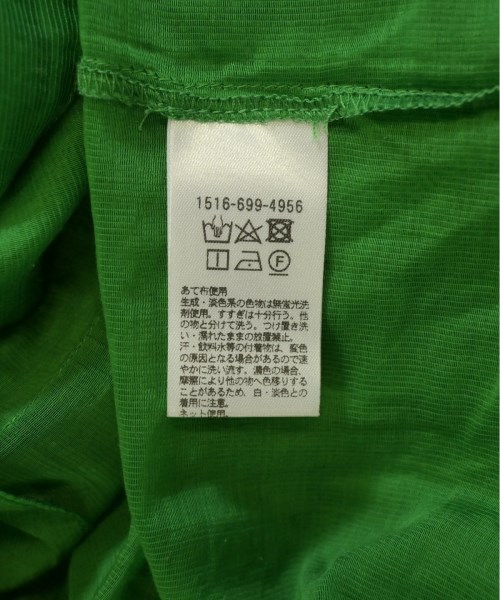 1516-699-4956
F
あて布使用
生成・淡色系の色物は無蛍光洗
剤使用。すすぎは十分行う。他
の物と分けて洗う。つけ置き洗
い・濡れたままの放置禁止。
汗・飲料水等の付着物は、変色
の原因となる場合があるので速
やかに洗い流す。濃色の場合、
摩擦により他の物へ色移りする
ことがあるため、白・淡色との
着用に注意。
ネット使用。